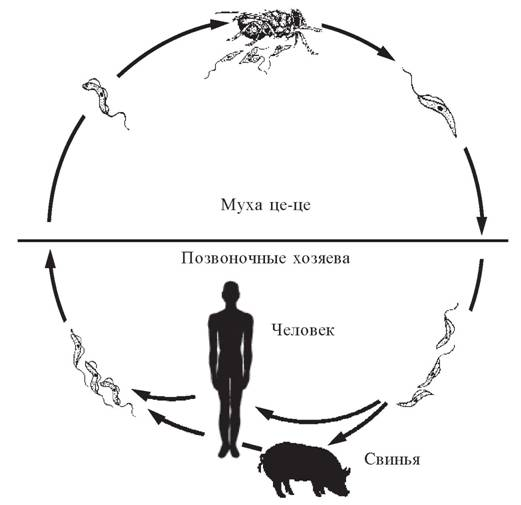 Муха це-це
Позвоночные хозяева
Человек
Свинья